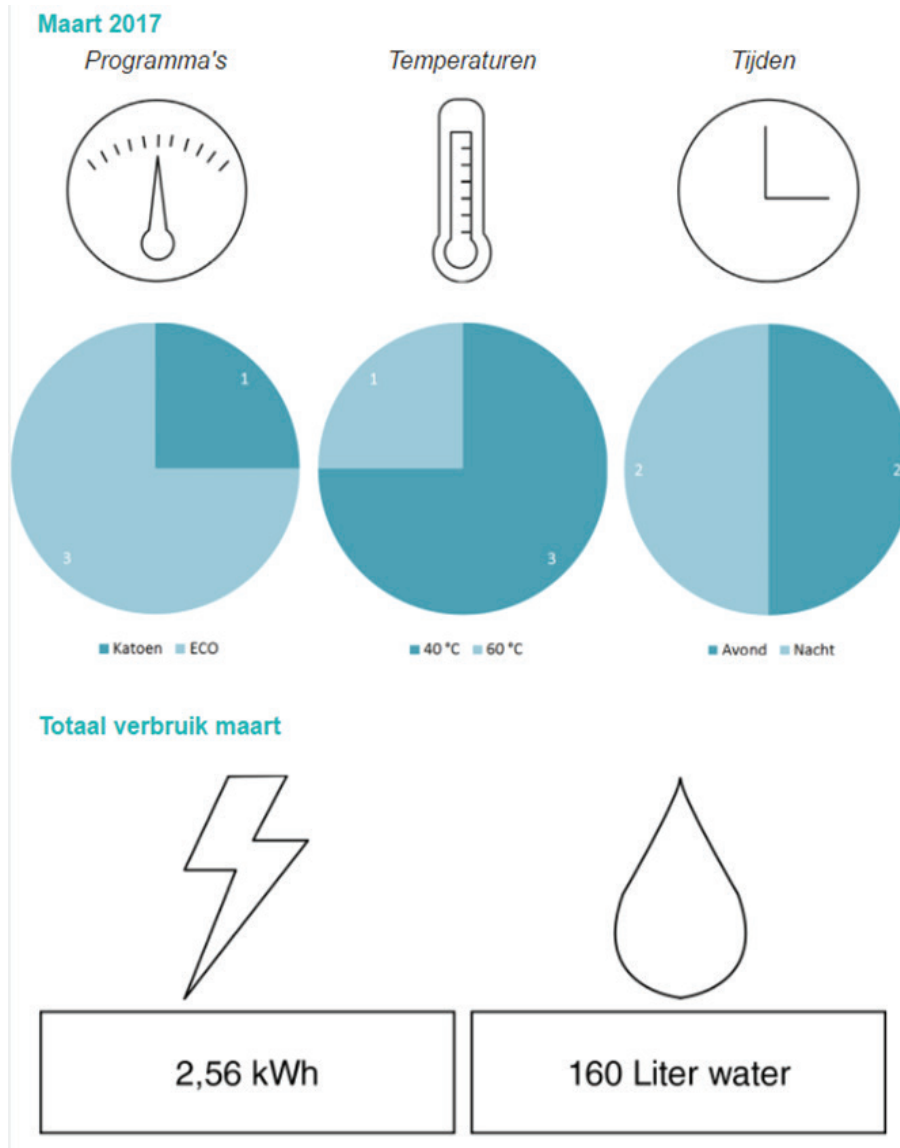 Maart 2017
Programma's Temperaturen Tijden
1 1
2 2
3 3
Katoen ECO 40 °C 60 °C Avond Nacht
Totaal verbruik maart
2,56 kWh 160 Liter water